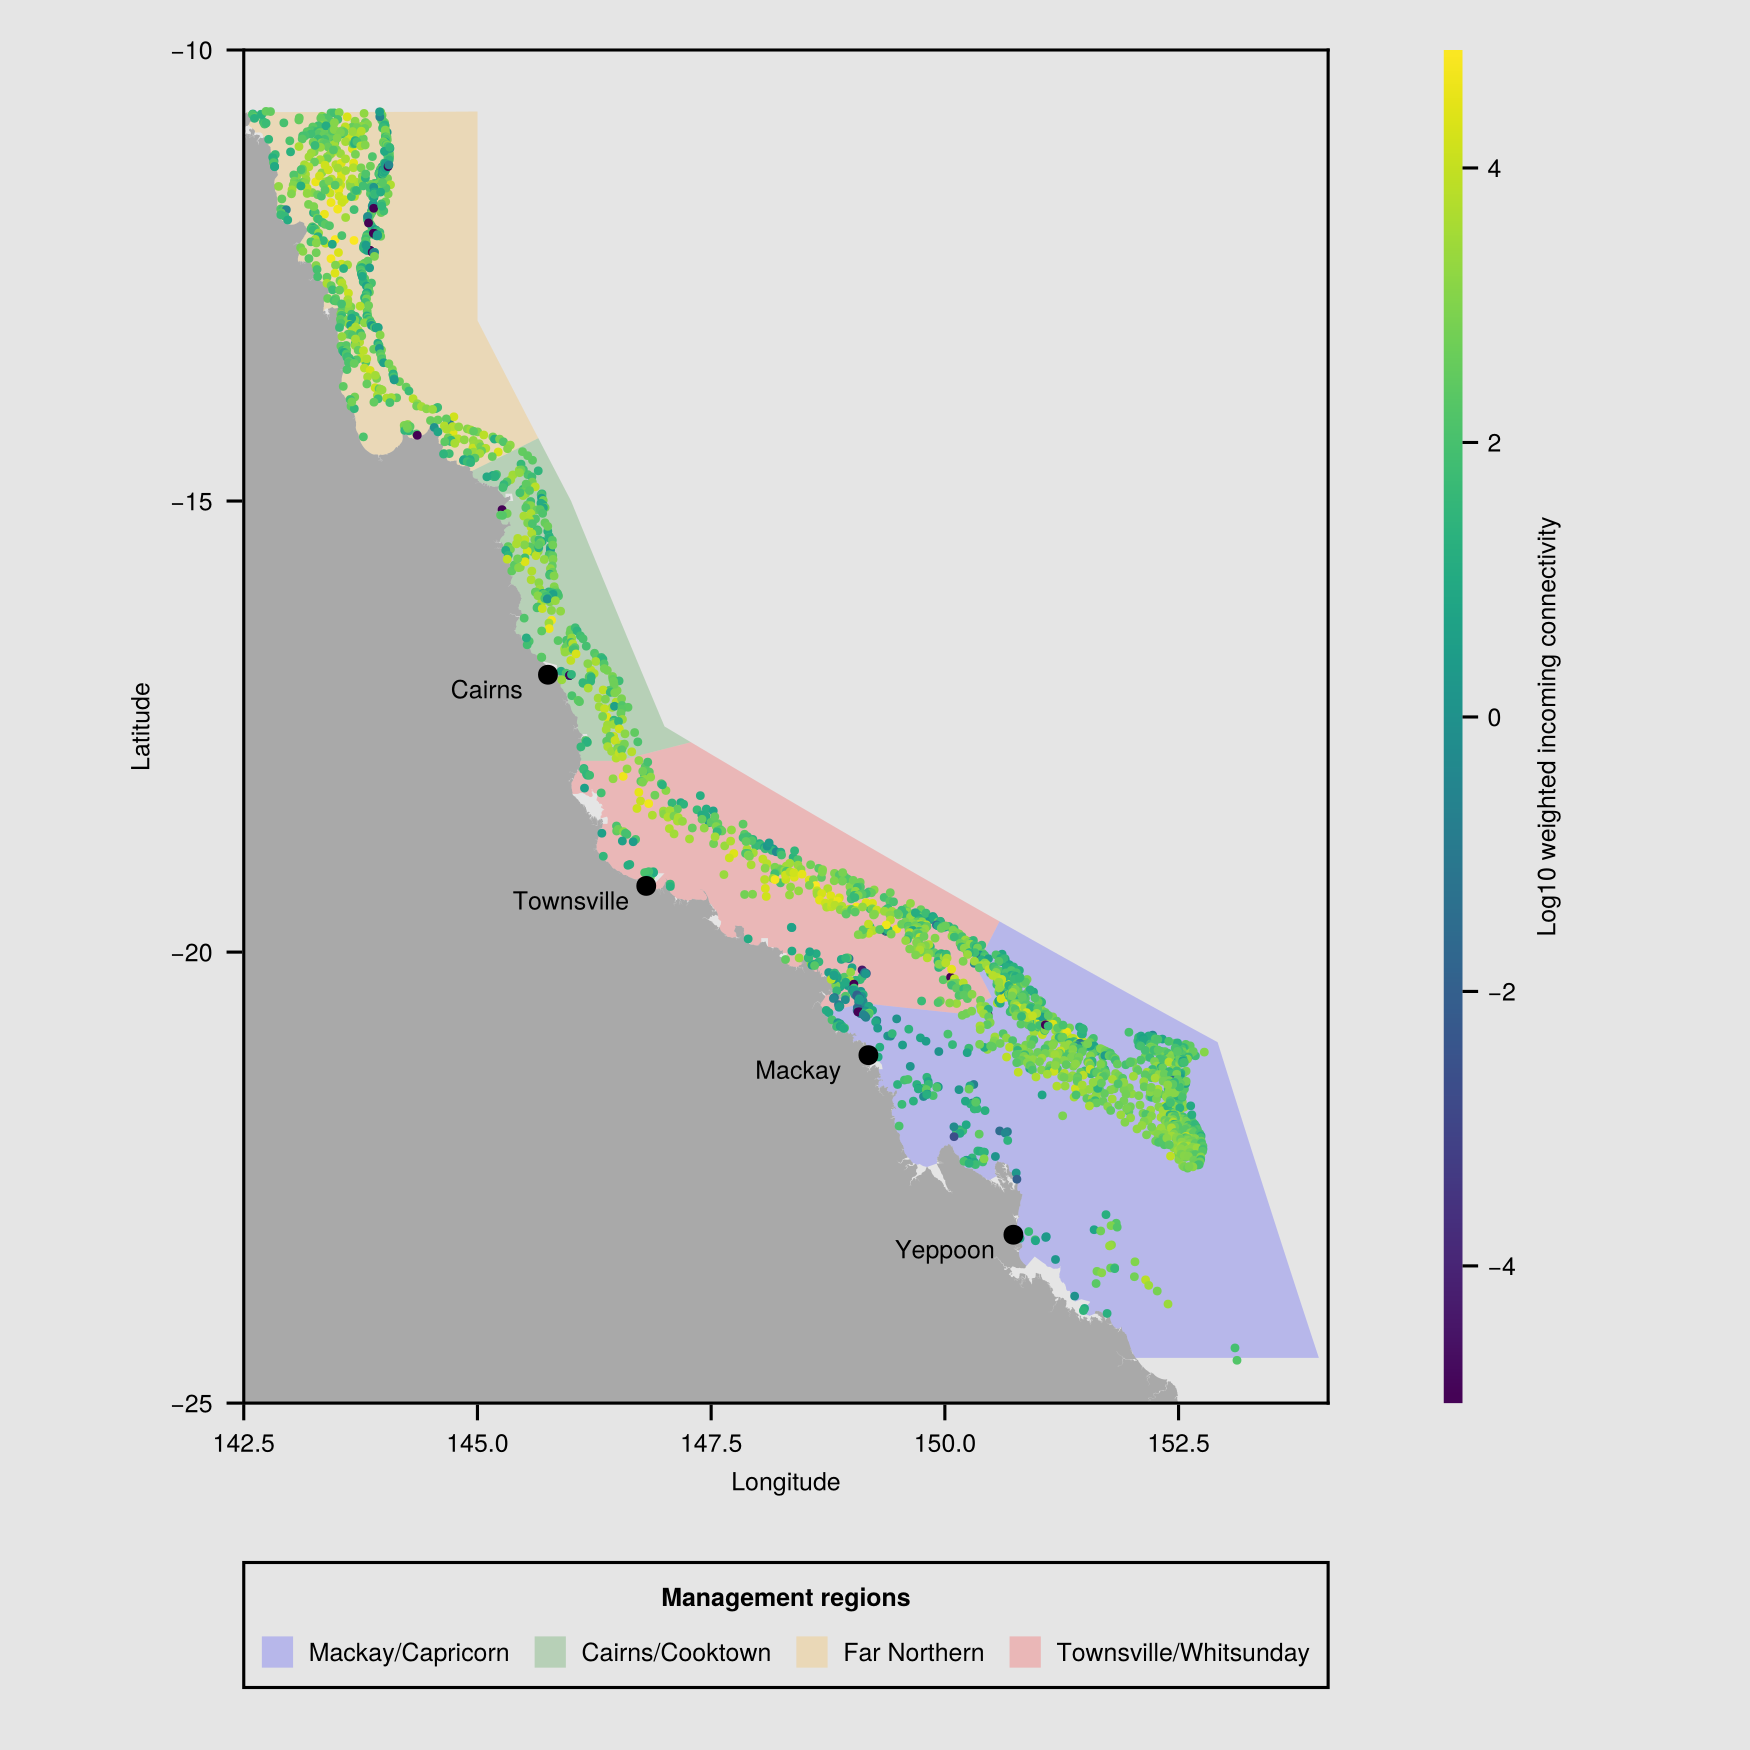 −10
−15
−20
−25
Latitude
142.5 145.0 147.5 150.0 152.5
Longitude
Cairns
Townsville
Mackay
Yeppoon
4
2
0
−2
−4
Log10 weighted incoming connectivity
Management regions
Mackay/Capricorn Cairns/Cooktown Far Northern Townsville/Whitsunday